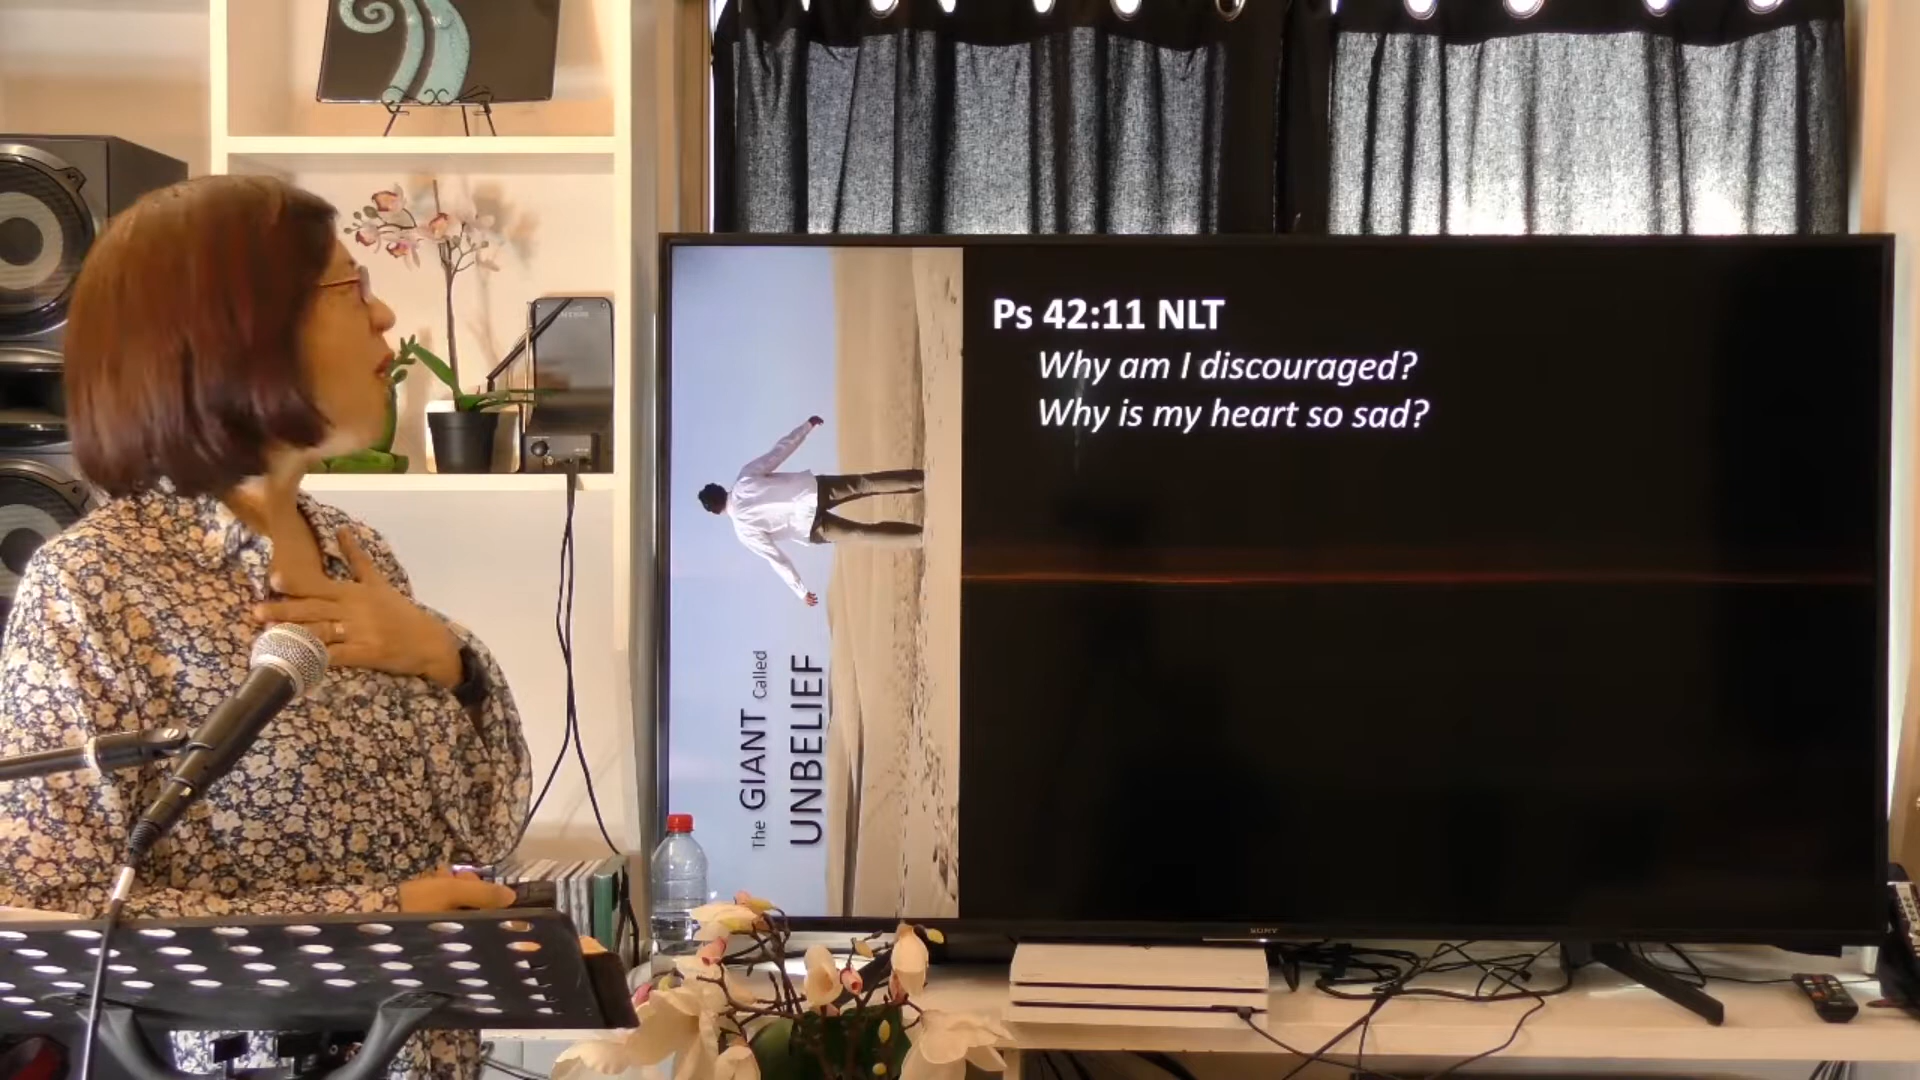 The GIANT Called
UNBELIEF
Ps 42:11 NLT
Why am I discouraged?
Why is my heart so sad?
SONY